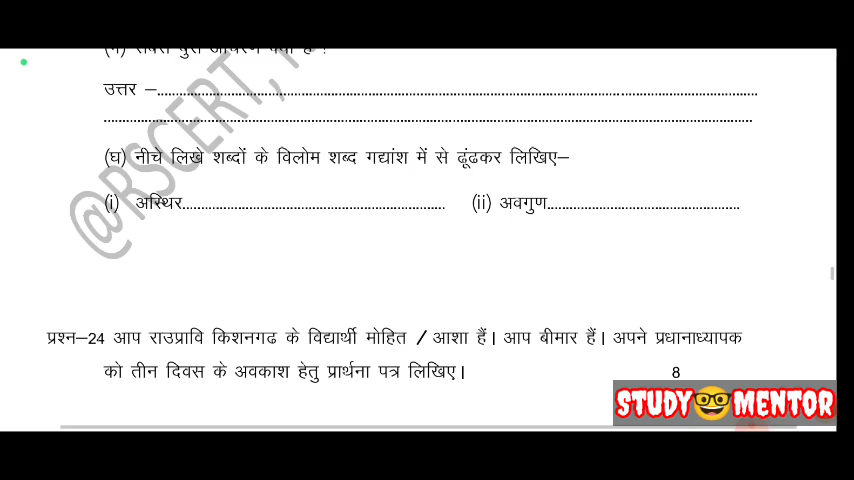 उत्तर –
(घ) नीचे लिखे शब्दों के विलोम शब्द गद्यांश में से ढूंढकर लिखिए–
(i) अस्थिर.................... (ii) अवगुण....................
@RSCERT,
प्रश्न–24 आप राउप्रावि किशनगढ के विद्यार्थी मोहित / आशा हैं। आप बीमार हैं। अपने प्रधानाध्यापक
को तीन दिवस के अवकाश हेतु प्रार्थना पत्र लिखिए। 8
STUDY MENTOR